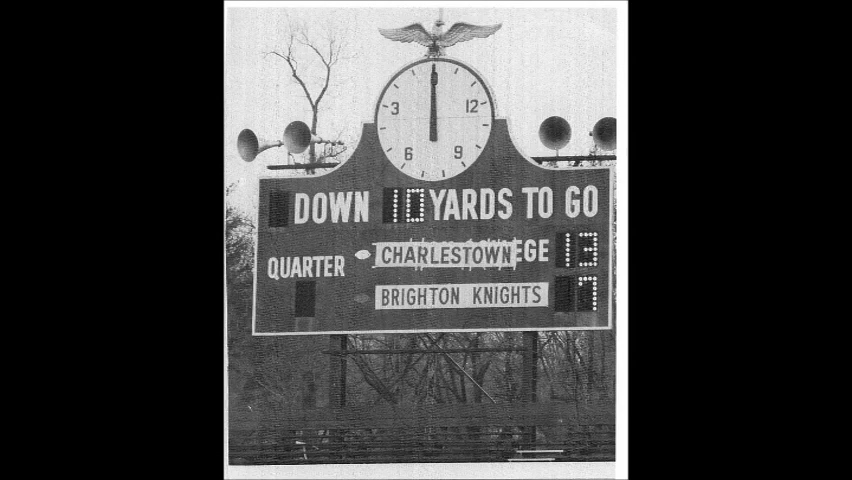 3 12
6 9
DOWN 10 YARDS TO GO
CHARLESTOWN EGE 13
QUARTER
BRIGHTON KNIGHTS 7